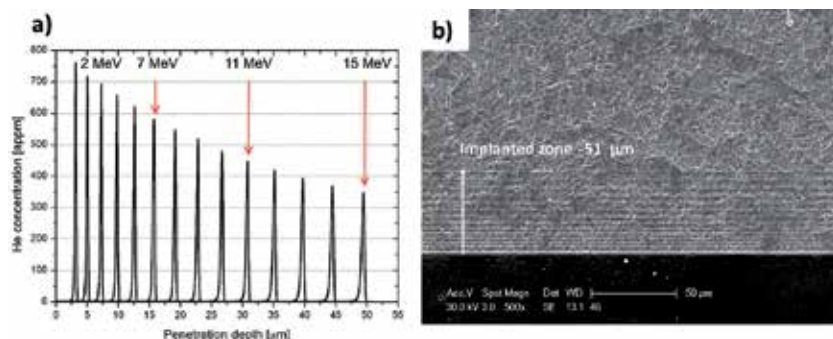 a)
2 MeV 7 MeV 11 MeV 15 MeV
He concentration [appm]
800
700
600
500
400
300
200
100
0
0 5 10 15 20 25 30 35 40 45 50 55
Penetration depth [µm]
b)
Implanted zone ~51 µm
Acc.V Spot Magn Det WD
30.0 kV 3.0 500x SE 13.1 46
50 µm